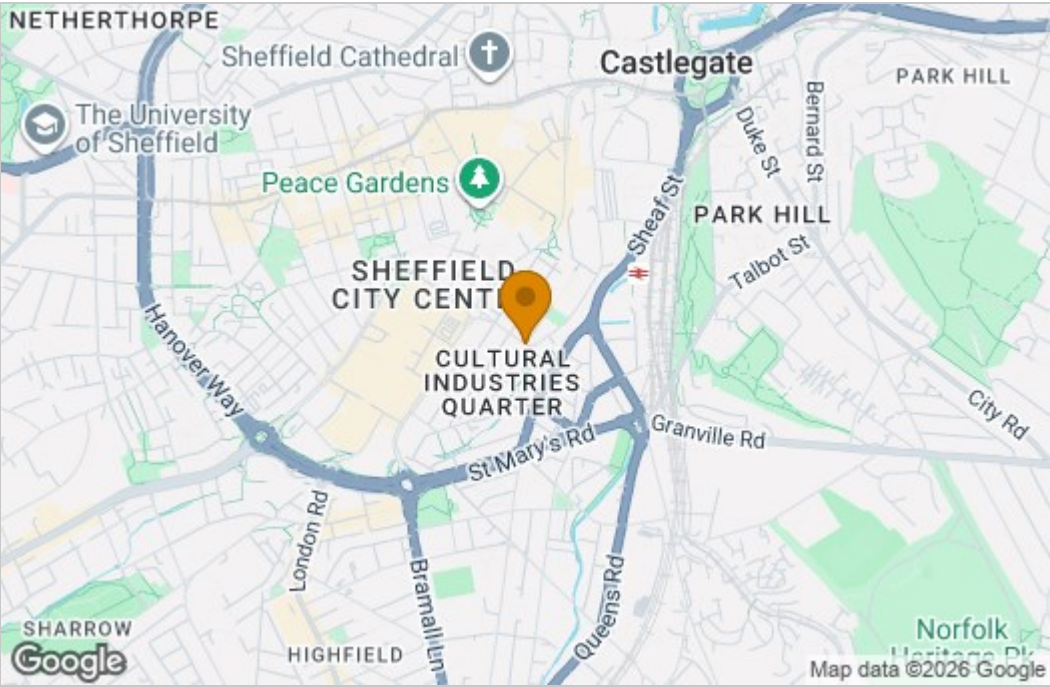 NETHERTHORPE
Sheffield Cathedral
Castlegate
PARK HILL
The University
of Sheffield
Bernard St
Duke St
Peace Gardens
Sheaf St
PARK HILL
Talbot St
SHEFFIELD
CITY CENT
Hanover Way
CULTURAL
INDUSTRIES
QUARTER
City Rd
St Mary's Rd
Granville Rd
London Rd
Bramall Ln
Queens Rd
SHARROW
HIGHFIELD
Norfolk
Heritage Pk
Google
Map data ©2026 Google